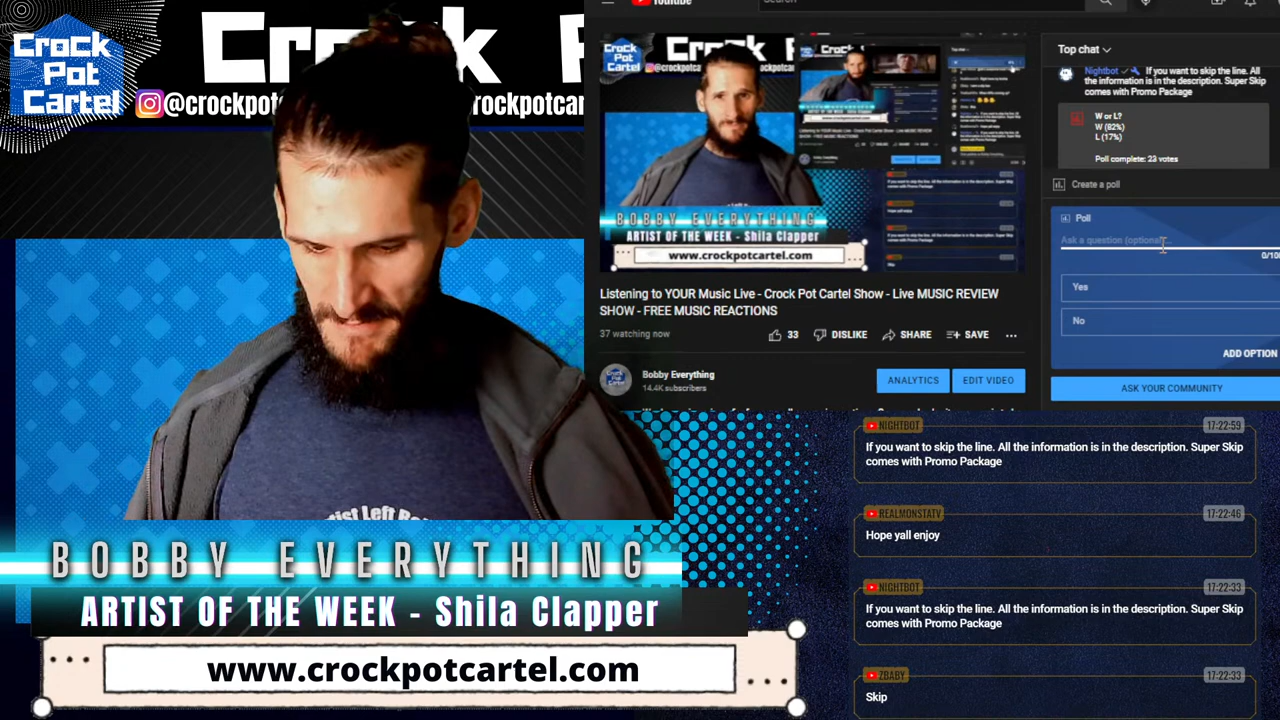 Crock
Pot
Cartel
@crockpot
YouTube
Search
Crock
Pot
Cartel
BOBBY EVERYTHING
ARTIST OF THE WEEK - Shila Clapper
www.crockpotcartel.com
Listening to YOUR Music Live - Crock Pot Cartel Show - Live MUSIC REVIEW
SHOW - FREE MUSIC REACTIONS
37 watching now
33
DISLIKE
SHARE
SAVE
Bobby Everything
14.4K subscribers
ANALYTICS
EDIT VIDEO
Top chat
Nightbot If you want to skip the line. All
the information is in the description. Super Skip
comes with Promo Package
W or L?
W (82%)
L (17%)
Poll complete: 23 votes
Create a poll
Poll
Ask a question (optional)
Yes
No
ADD OPTION
ASK YOUR COMMUNITY
NIGHTBOT
17:22:59
If you want to skip the line. All the information is in the description. Super Skip
comes with Promo Package
REALMONSTATV
17:22:46
Hope yall enjoy
NIGHTBOT
17:22:33
If you want to skip the line. All the information is in the description. Super Skip
comes with Promo Package
ZBABY
17:22:33
Skip
BOBBY EVERYTHING
ARTIST OF THE WEEK - Shila Clapper
www.crockpotcartel.com